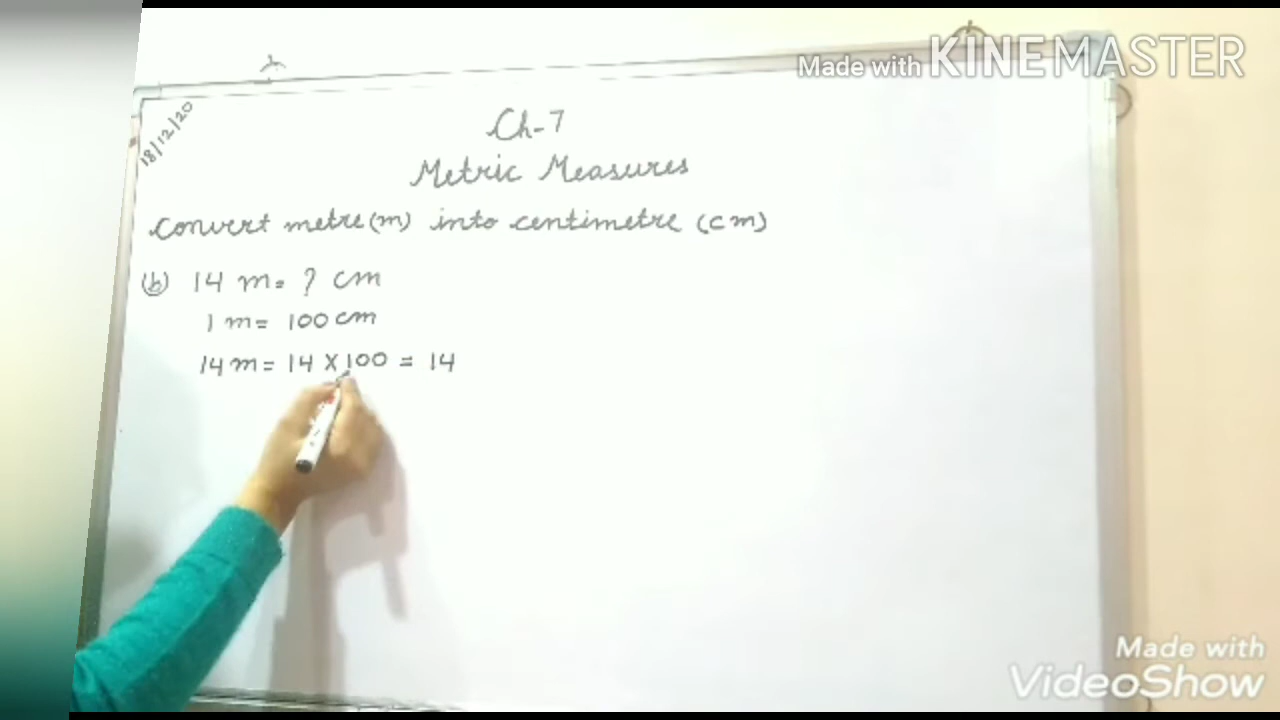 Made with KINEMASTER
18/12/20
Ch-7
Metric Measures
Convert metre (m) into centimetre (cm)
(b) 14 m = ? cm
1 m = 100 cm
14 m = 14 X 100 = 14
Made with
VideoShow